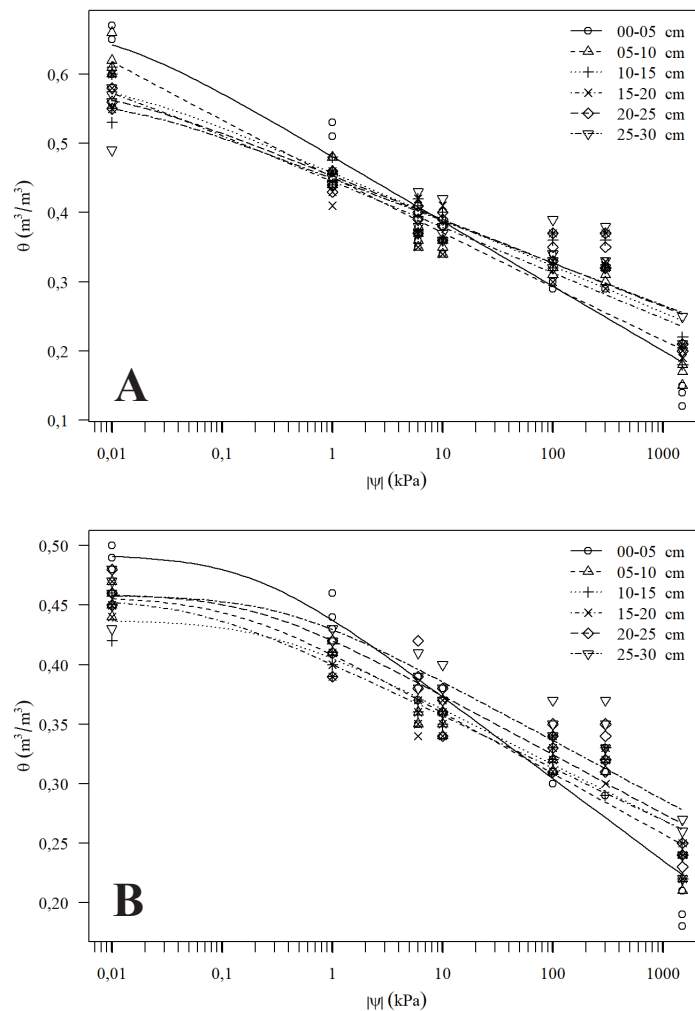 00-05 cm
05-10 cm
10-15 cm
15-20 cm
20-25 cm
25-30 cm
0,6
0,5
0,4
0,3
0,2
0,1
θ (m³/m³)
A
0,01 0,1 1 10 100 1000
|ψ| (kPa)
00-05 cm
05-10 cm
10-15 cm
15-20 cm
20-25 cm
25-30 cm
0,50
0,45
0,40
0,35
0,30
0,25
0,20
θ (m³/m³)
B
0,01 0,1 1 10 100 1000
|ψ| (kPa)